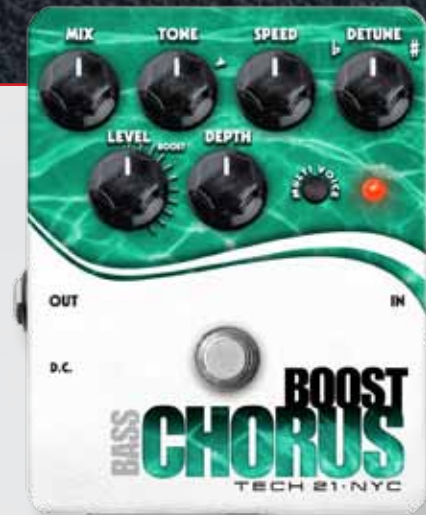 MIX TONE SPEED DETUNE
♭ #
LEVEL BOOST DEPTH
MULTI VOICE
OUT IN
D.C.
BOOST
BASS CHORUS
TECH 21·NYC